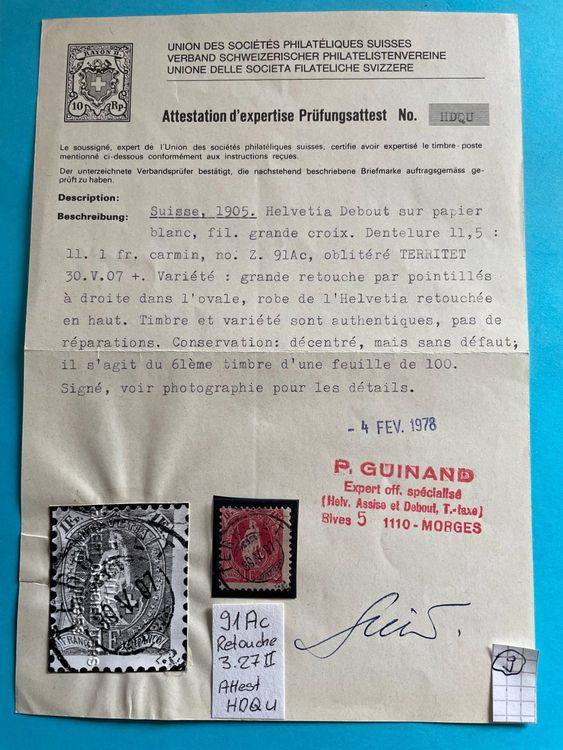 RAYON II
10 Rp.
UNION DES SOCIÉTÉS PHILATÉLIQUES SUISSES
VERBAND SCHWEIZERISCHER PHILATELISTENVEREINE
UNIONE DELLE SOCIETA FILATELICHE SVIZZERE
Attestation d'expertise Prüfungsattest No. HDQU
Le soussigné, expert de l'Union des sociétés philatéliques suisses, certifie avoir expertisé le timbre-poste
mentionné ci-dessous conformément aux instructions reçues.
Der unterzeichnete Verbandsprüfer bestätigt, die nachstehend beschriebene Briefmarke auftragsgemäss ge-
prüft zu haben.
Description:
Beschreibung:
Suisse, 1905. Helvetia Debout sur papier
blanc, fil. grande croix. Dentelure 11,5 :
11. 1 fr. carmin, no. Z. 91Ac, oblitéré TERRITET
30.V.07 +. Variété : grande retouche par pointillés
à droite dans l'ovale, robe de l'Helvetia retouchée
en haut. Timbre et variété sont authentiques, pas de
réparations. Conservation: décentré, mais sans défaut;
il s'agit du 61ème timbre d'une feuille de 100.
Signé, voir photographie pour les détails.
- 4 FEV. 1978
P. GUINAND
Expert off. spécialisé
(Helv. Assise et Debout, T.-taxe)
Rives 5 1110 - MORGES
91Ac
Retouche
3.27 II
Attest
HDQU
9